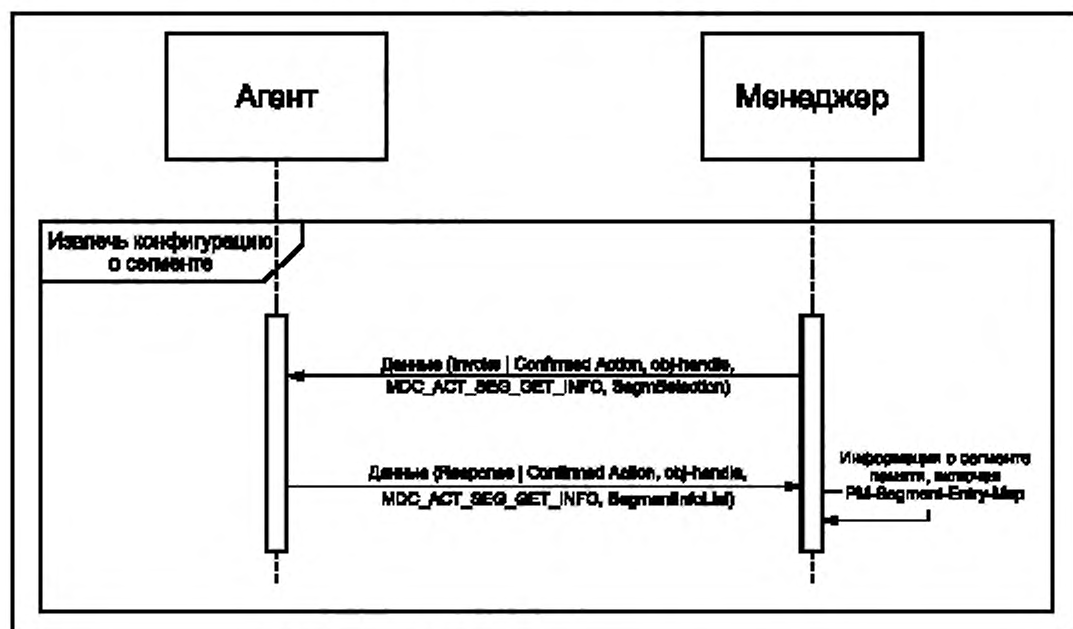 Агент
Менеджер
Извлечь конфигурацию
о сегменте
Данные (Invoke | Confirmed Action, obj-handle,
MDC_ACT_SEG_GET_INFO, SegmSelection)
Данные (Response | Confirmed Action, obj-handle,
MDC_ACT_SEG_GET_INFO, SegmentInfoList)
Информация о сегменте
памяти, включая
PM-Segment-Entry-Map